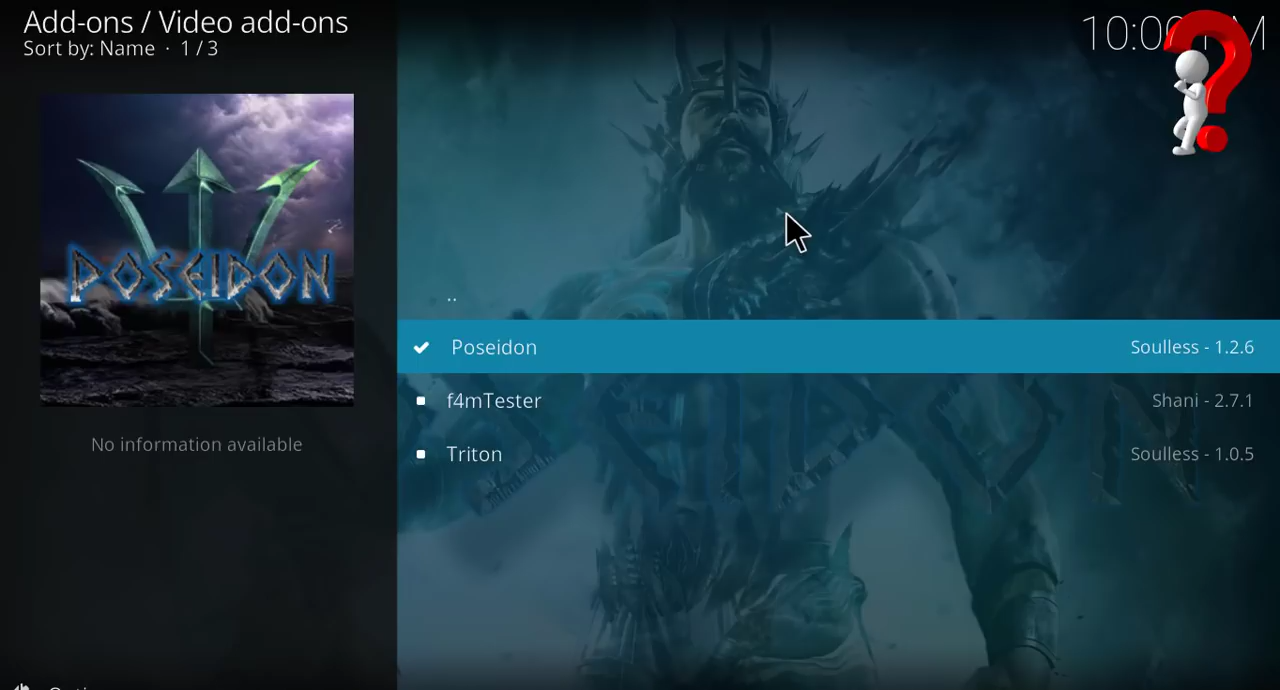 Add-ons / Video add-ons
Sort by: Name · 1 / 3
POSEIDON
No information available
..
Poseidon Soulless - 1.2.6
f4mTester Shani - 2.7.1
Triton Soulless - 1.0.5